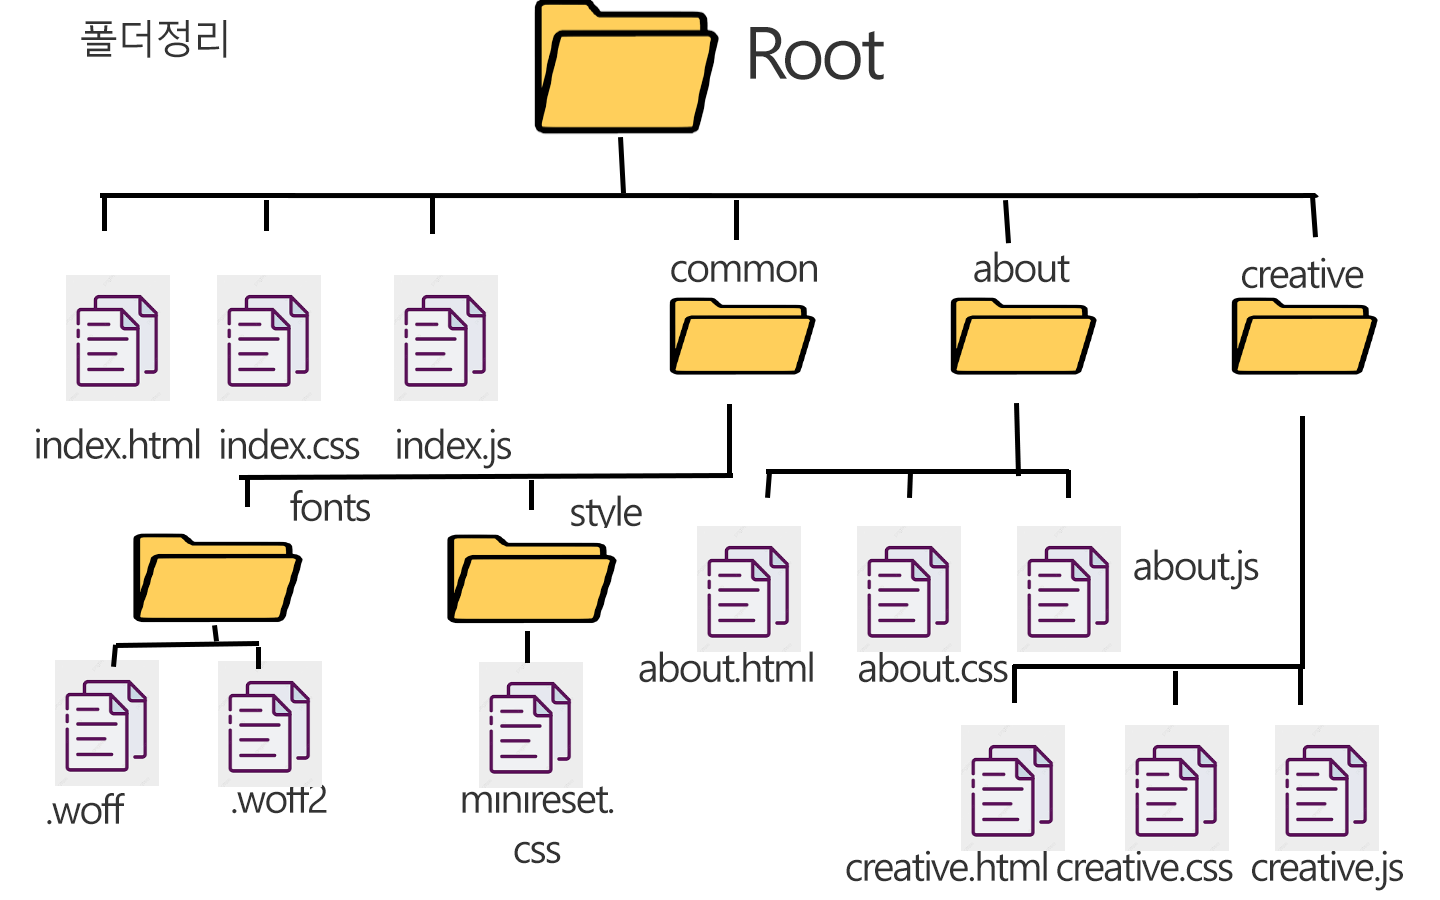 폴더정리
Root
common
about
creative
index.html
index.css
index.js
fonts
style
about.js
about.html
about.css
.woff
.woff2
minireset.
css
creative.html
creative.css
creative.js